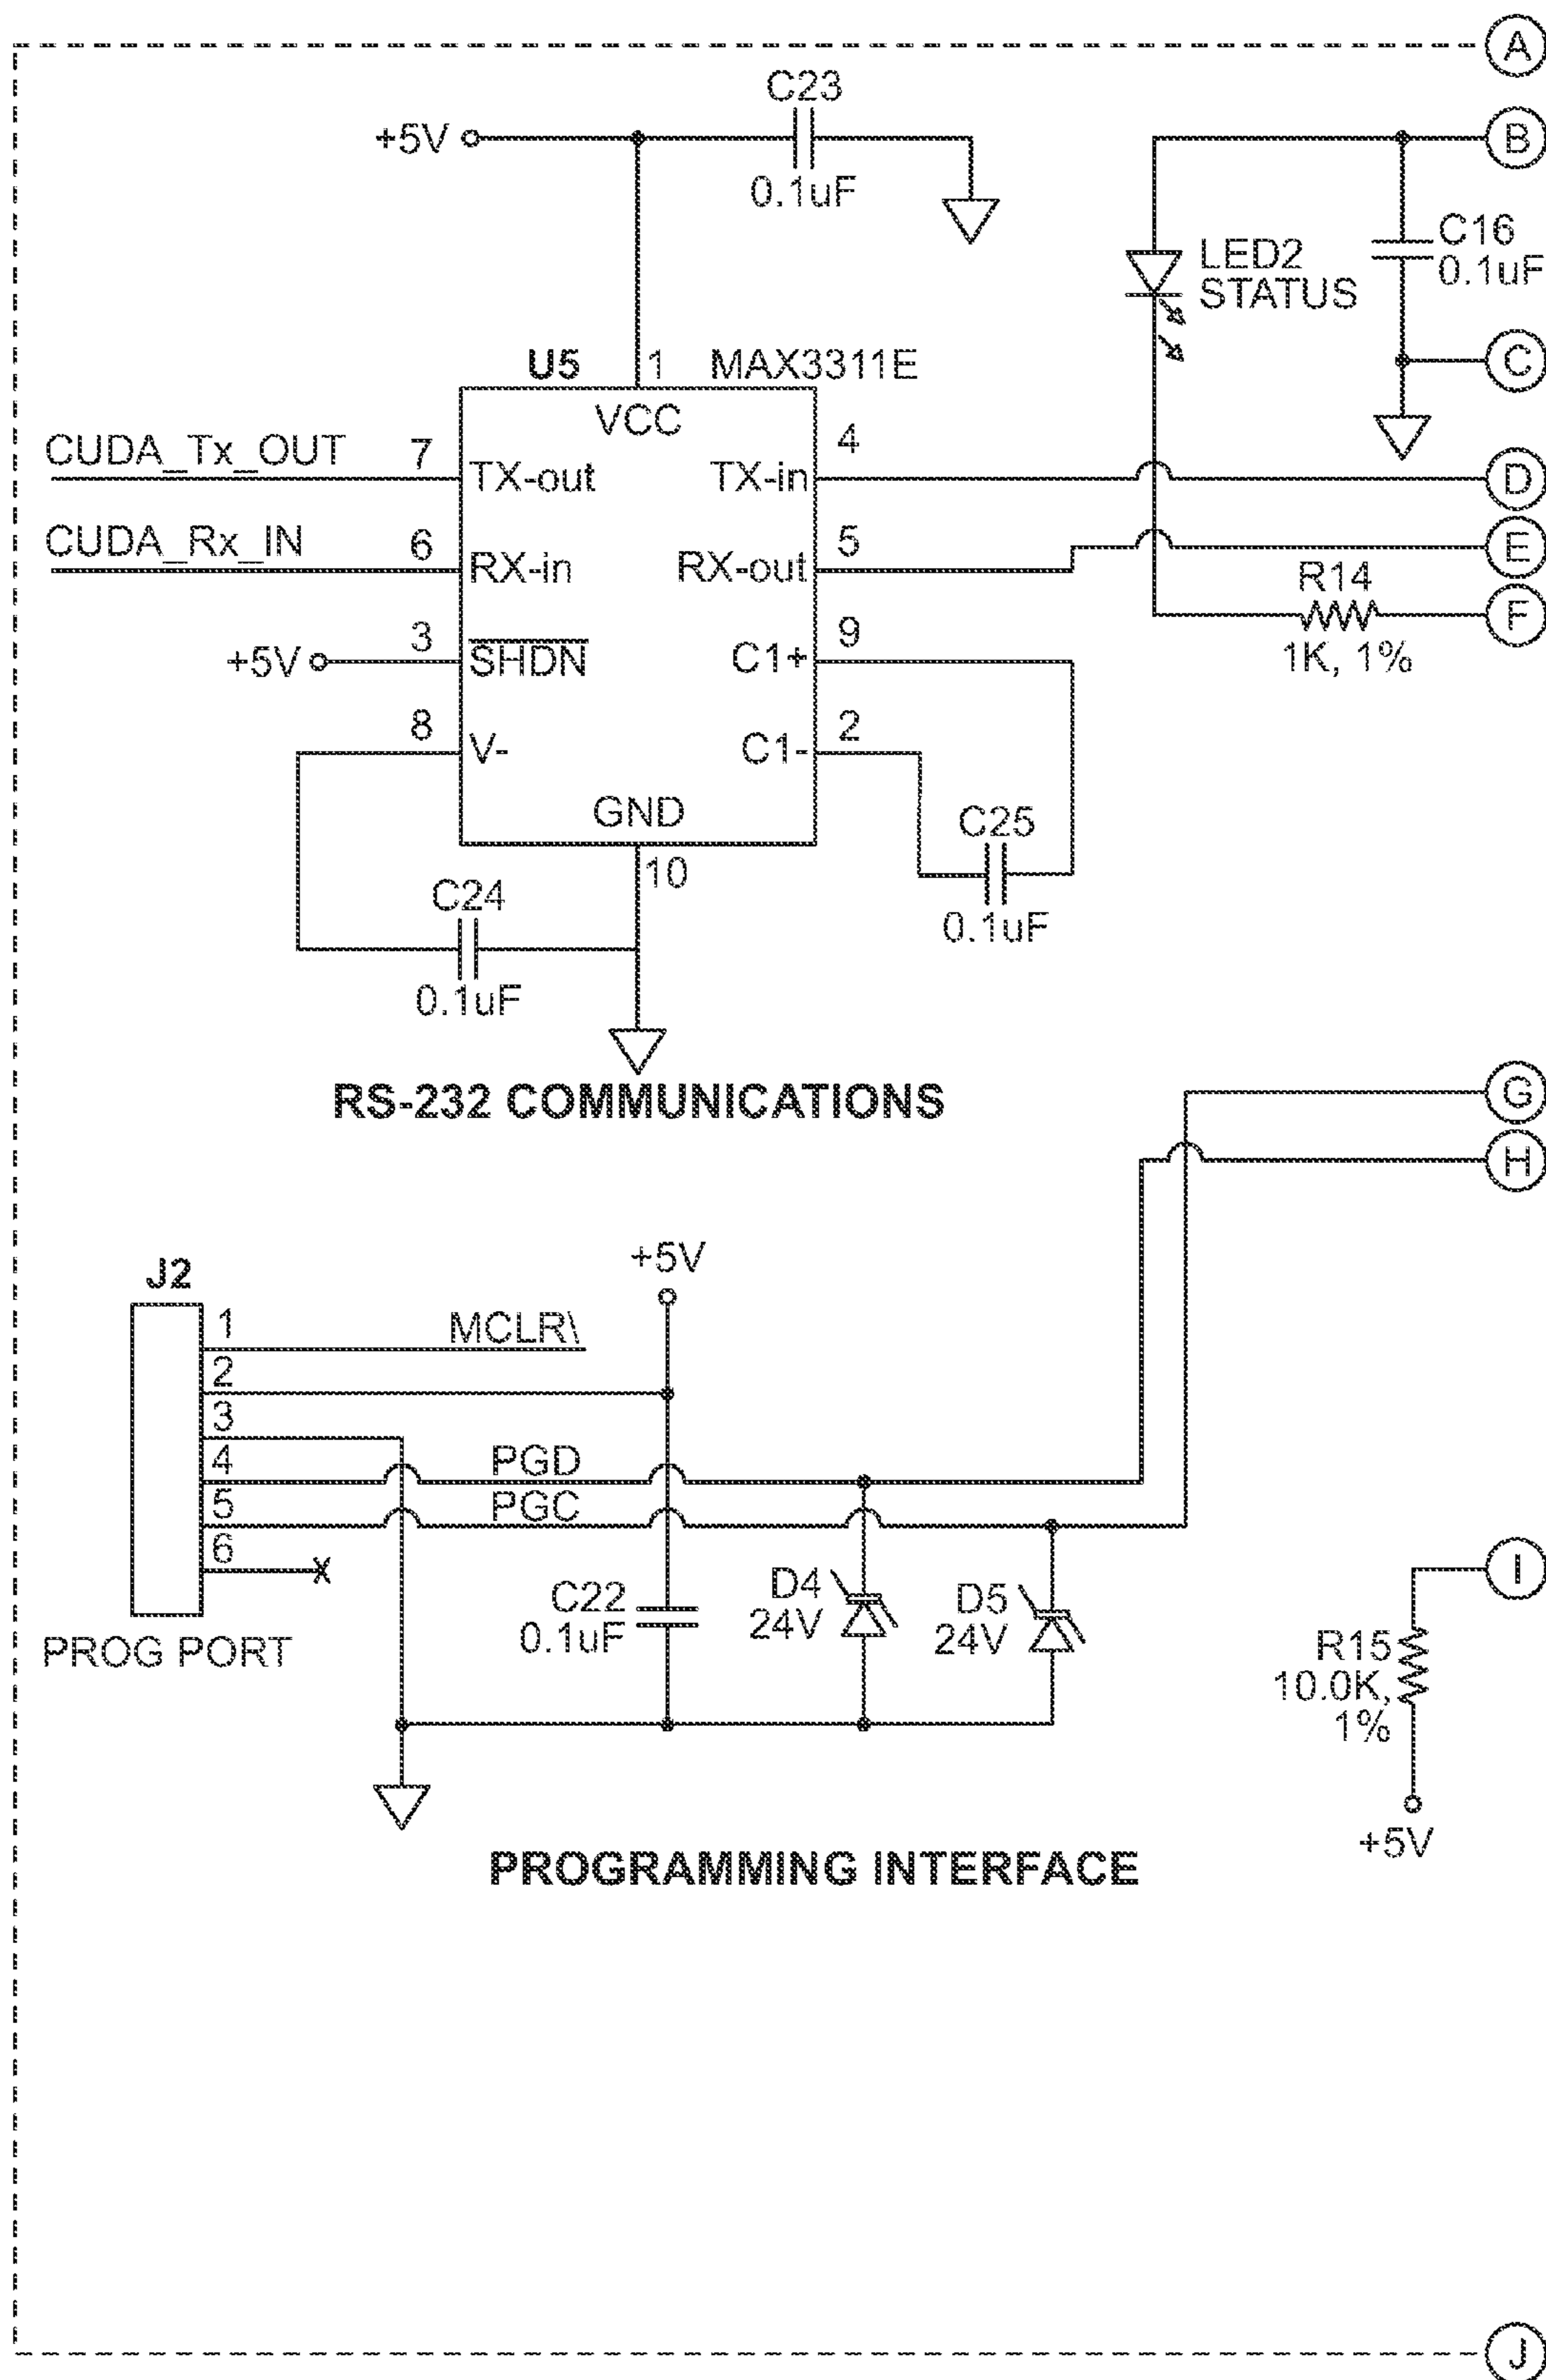 A
C23
+5V
0.1uF
B
LED2
STATUS
C16
0.1uF
C
U5 1 MAX3311E
VCC
CUDA_Tx_OUT 7 TX-out TX-in 4
D
CUDA_Rx_IN 6 RX-in RX-out 5
E
R14
F
1K, 1%
+5V 3 SHDN C1+ 9
8 V- C1- 2
GND
10
C25
0.1uF
C24
0.1uF
RS-232 COMMUNICATIONS
G
H
+5V
J2
1 MCLR\
2
3
4 PGD
5 PGC
6 X
C22
0.1uF
D4
24V
D5
24V
PROG PORT
I
R15
10.0K,
1%
+5V
PROGRAMMING INTERFACE
J